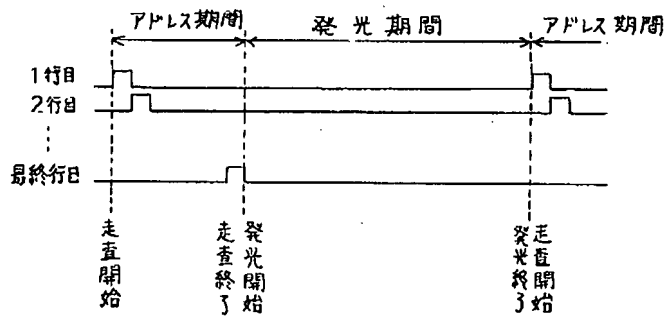 アドレス期間
発光期間
アドレス期間
1行目
2行目
最終行目
走査開始
走査終了
発光開始
発光終了
走査開始